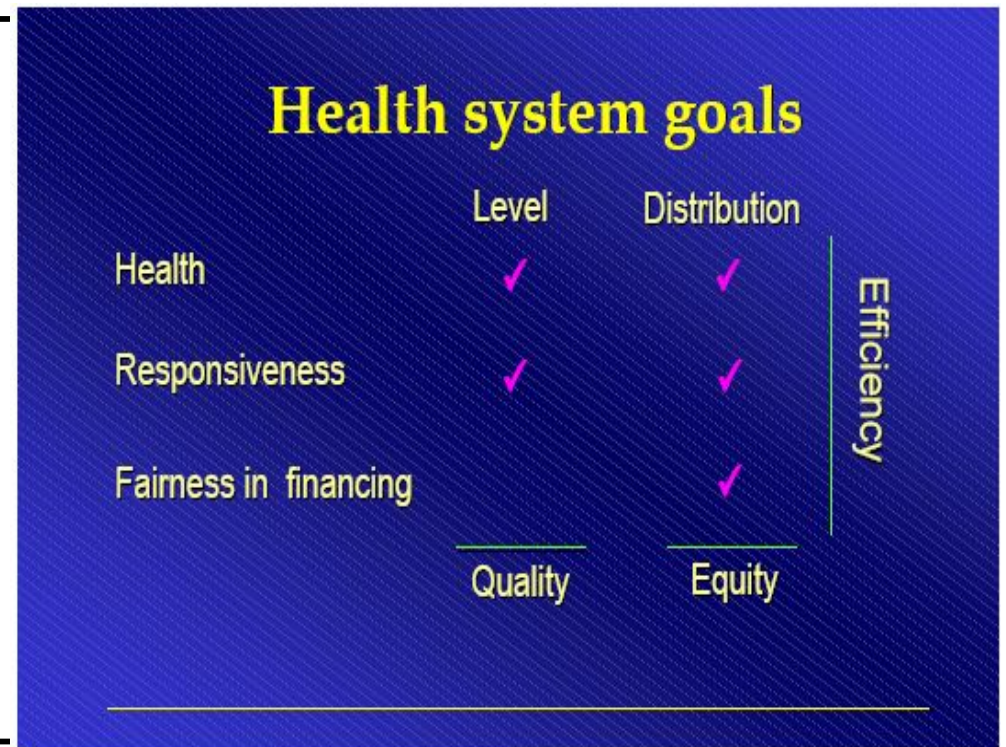 Health system goals
Level Distribution
Health ✓ ✓
Responsiveness ✓ ✓
Fairness in financing ✓
Efficiency
Quality Equity